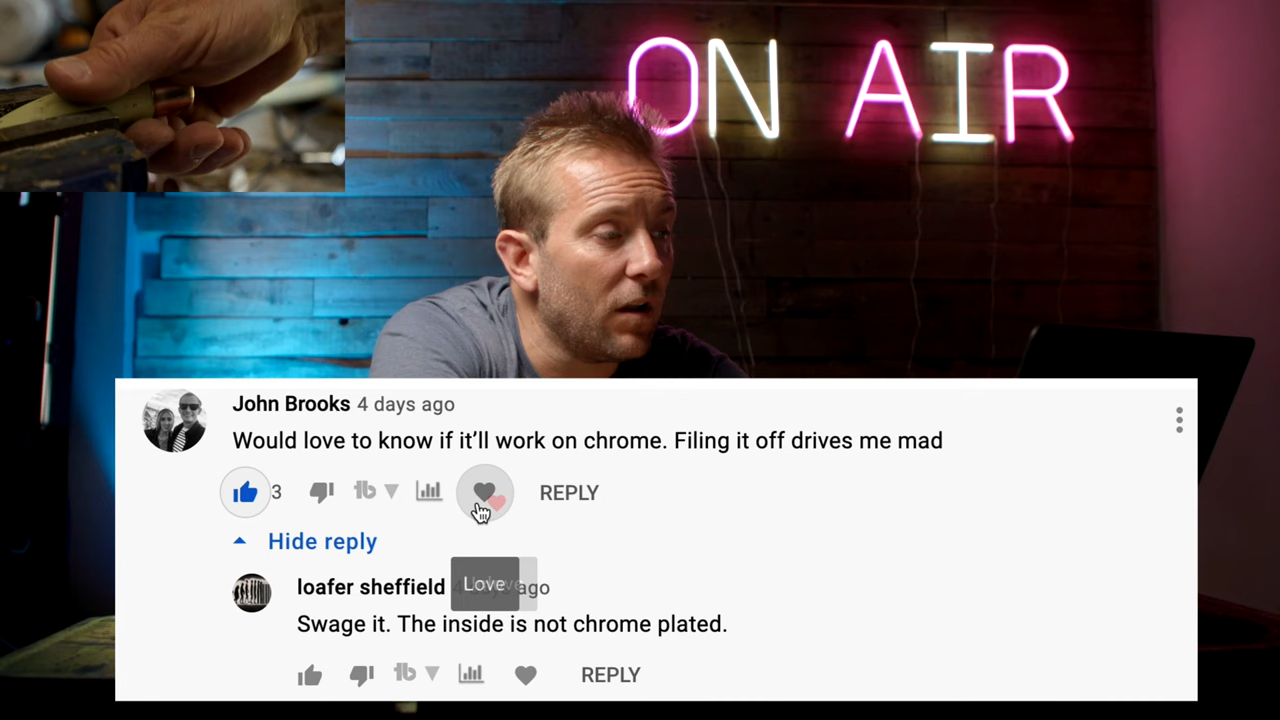 ON AIR
John Brooks 4 days ago
Would love to know if it’ll work on chrome. Filing it off drives me mad
3
REPLY
Hide reply
loafer sheffield ago
Love
Swage it. The inside is not chrome plated.
REPLY